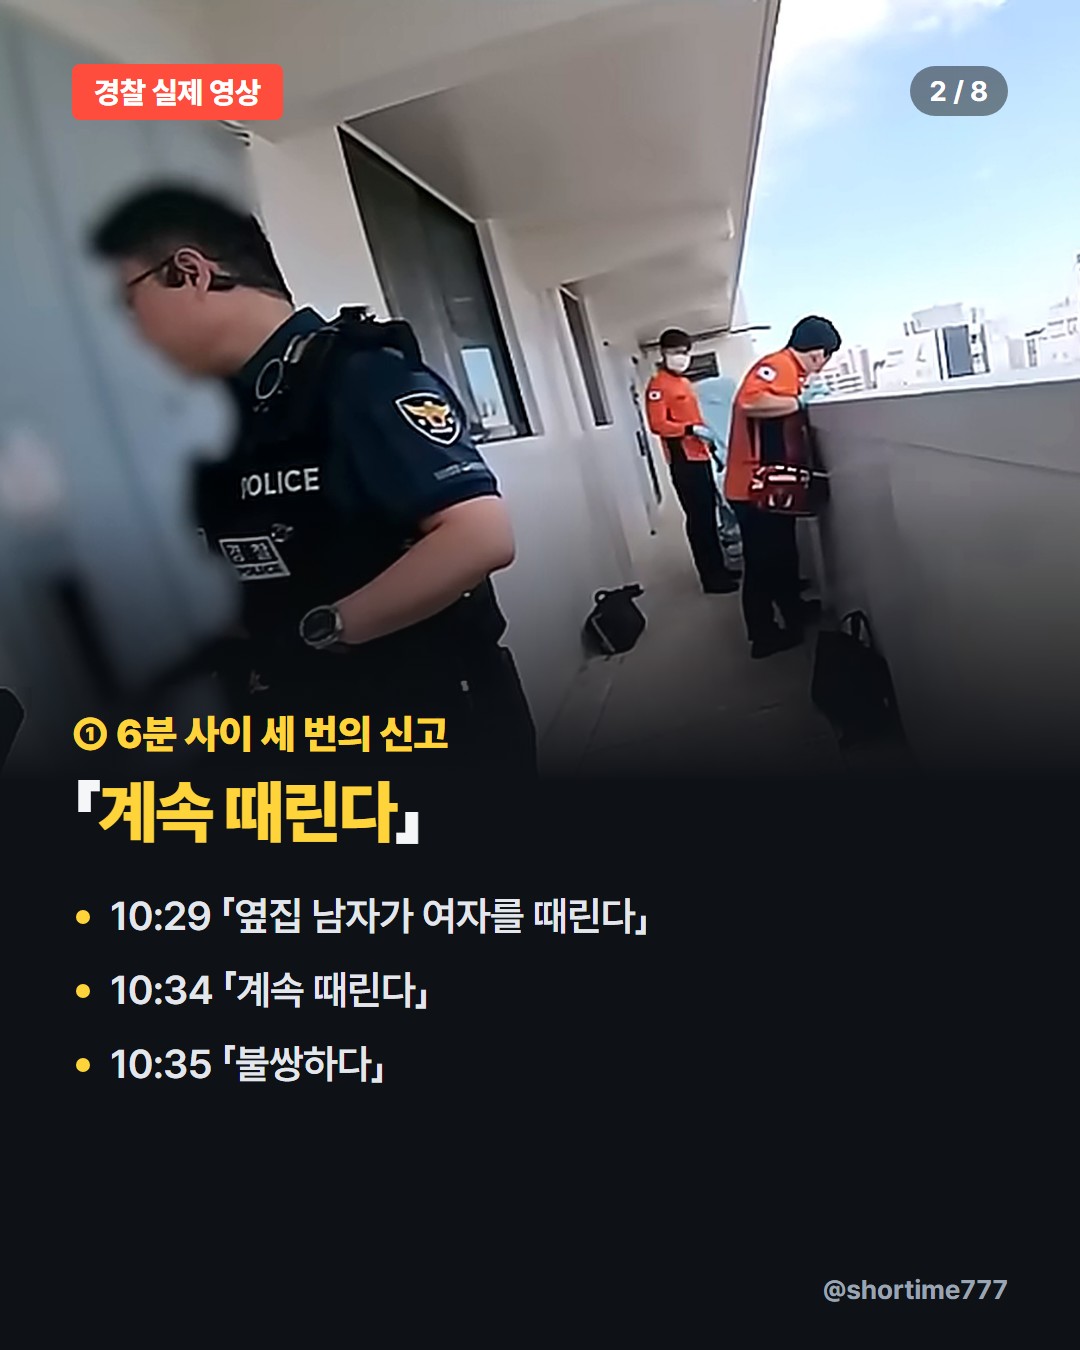 경찰 실제 영상
2 / 8
POLICE
경찰
POLICE
① 6분 사이 세 번의 신고
「계속 때린다」
• 10:29 「옆집 남자가 여자를 때린다」
• 10:34 「계속 때린다」
• 10:35 「불쌍하다」
@shortime777